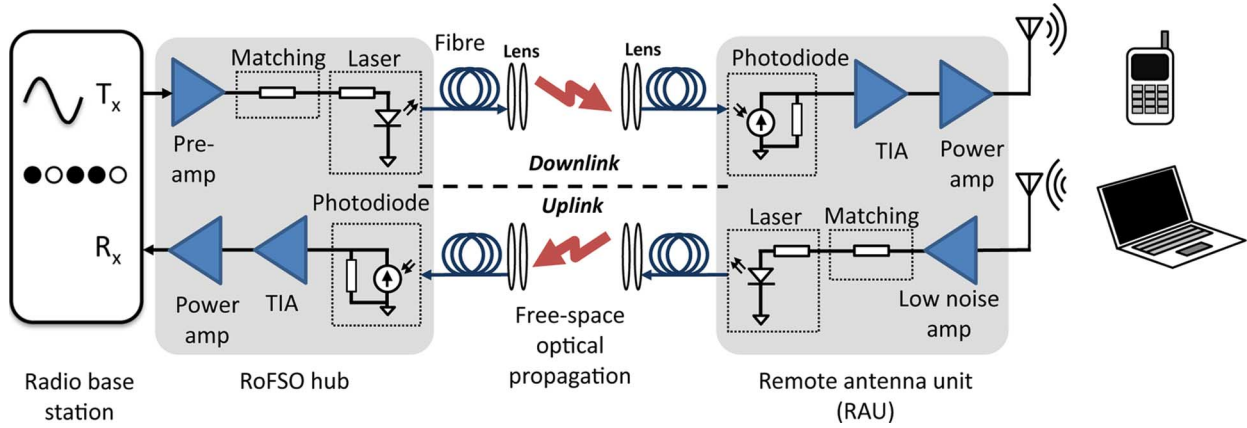 Fibre
Lens
Lens
Matching
Laser
Photodiode
Tx
Pre-
amp
TIA
Power
amp
Downlink
Uplink
Photodiode
Laser
Matching
Rx
Power
amp
TIA
Low noise
amp
Free-space
optical
propagation
Radio base
station
RoFSO hub
Remote antenna unit
(RAU)